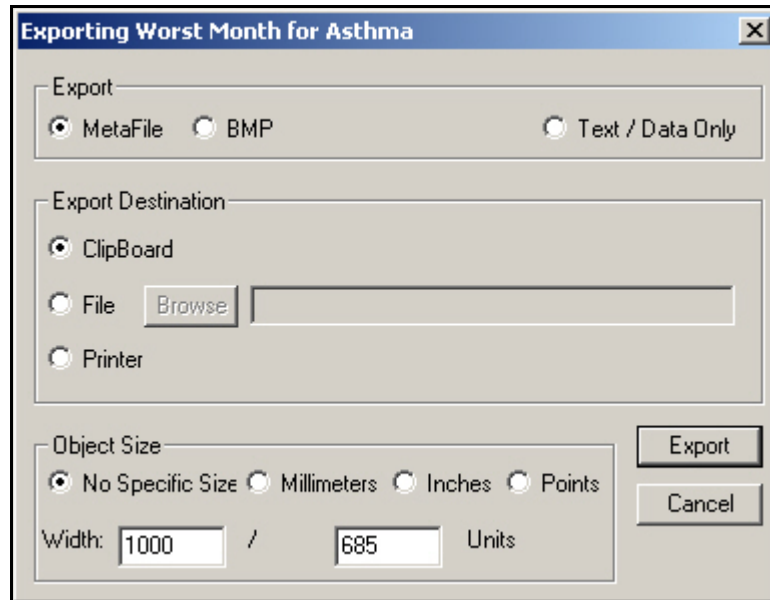 Exporting Worst Month for Asthma
Export
MetaFile BMP Text / Data Only
Export Destination
ClipBoard
File Browse
Printer
Object Size
No Specific Size Millimeters Inches Points
Width: 1000 / 685 Units
Export
Cancel